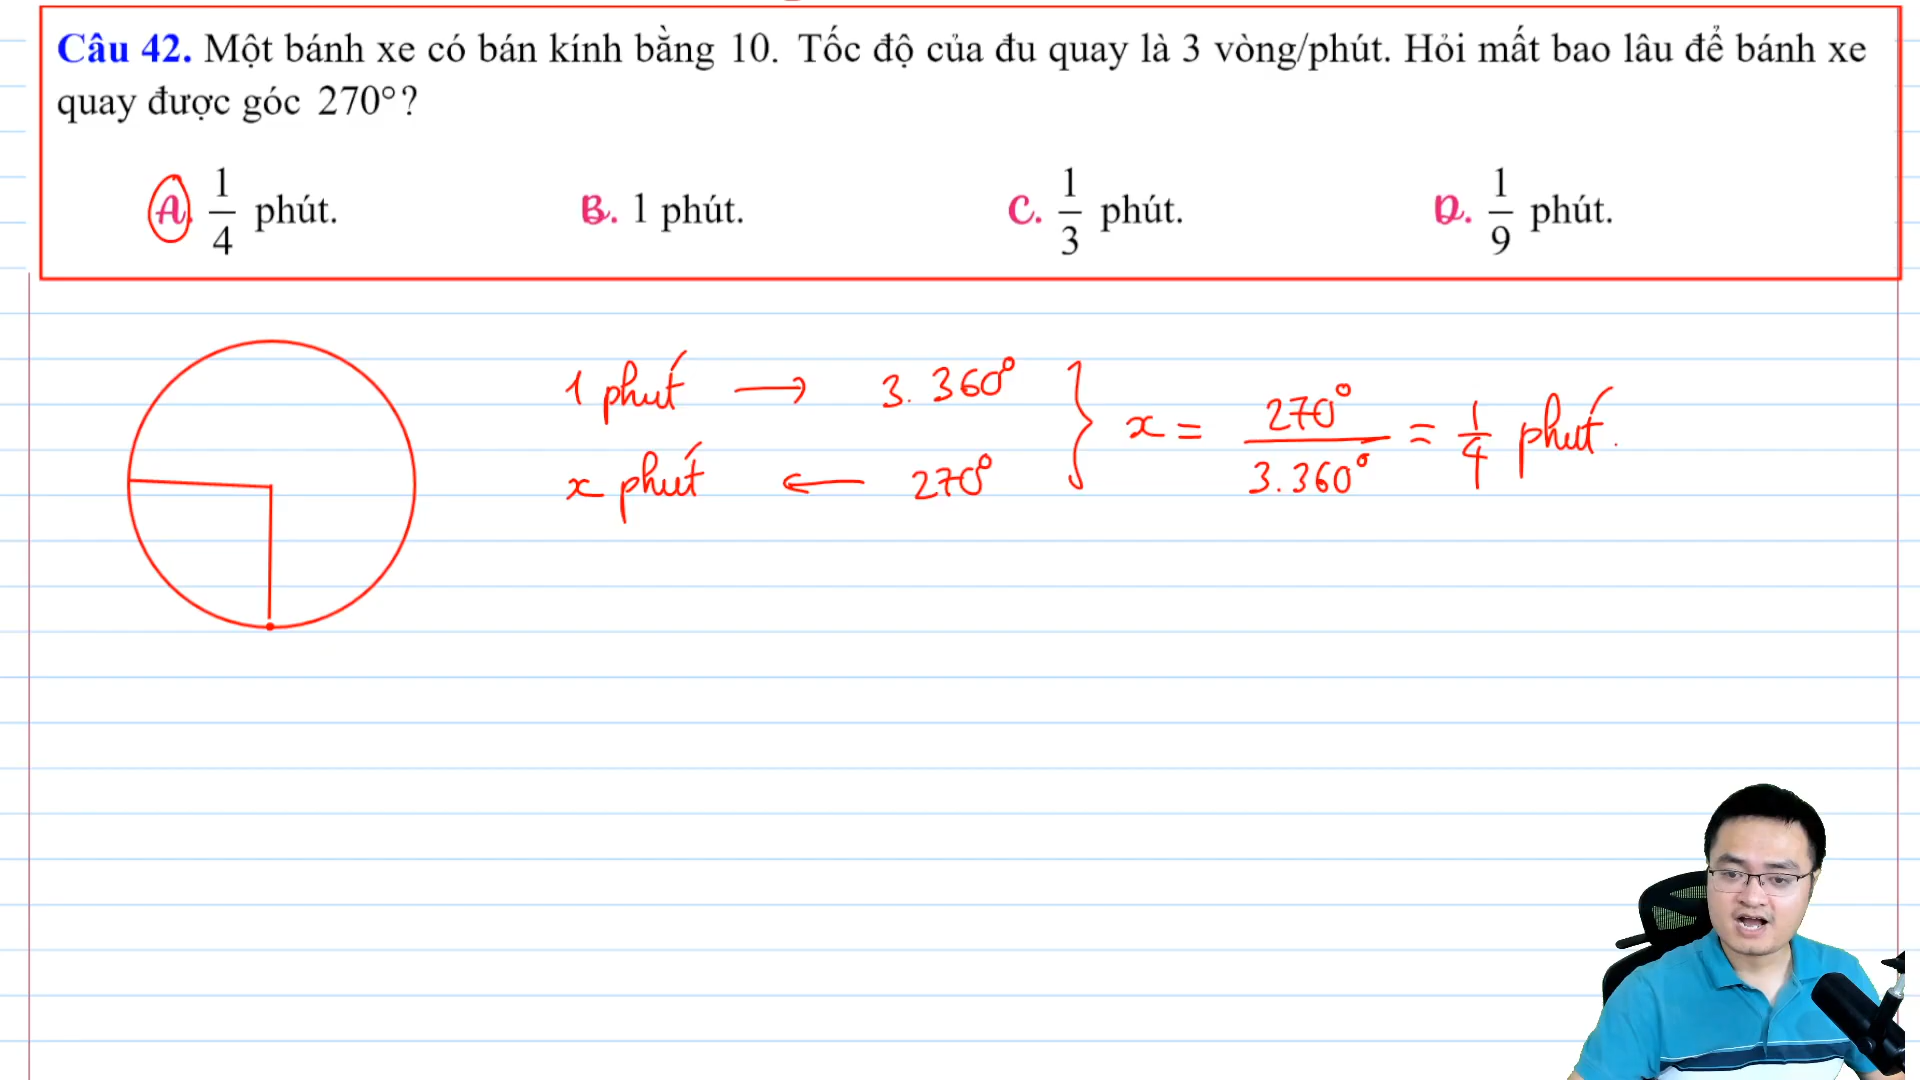 Câu 42. Một bánh xe có bán kính bằng 10. Tốc độ của đu quay là 3 vòng/phút. Hỏi mất bao lâu để bánh xe
quay được góc 270°?
A. 1/4 phút. B. 1 phút. C. 1/3 phút. D. 1/9 phút.
1 phút → 3.360°
x phút ← 270°
} x = 270°/3.360° = 1/4 phút.